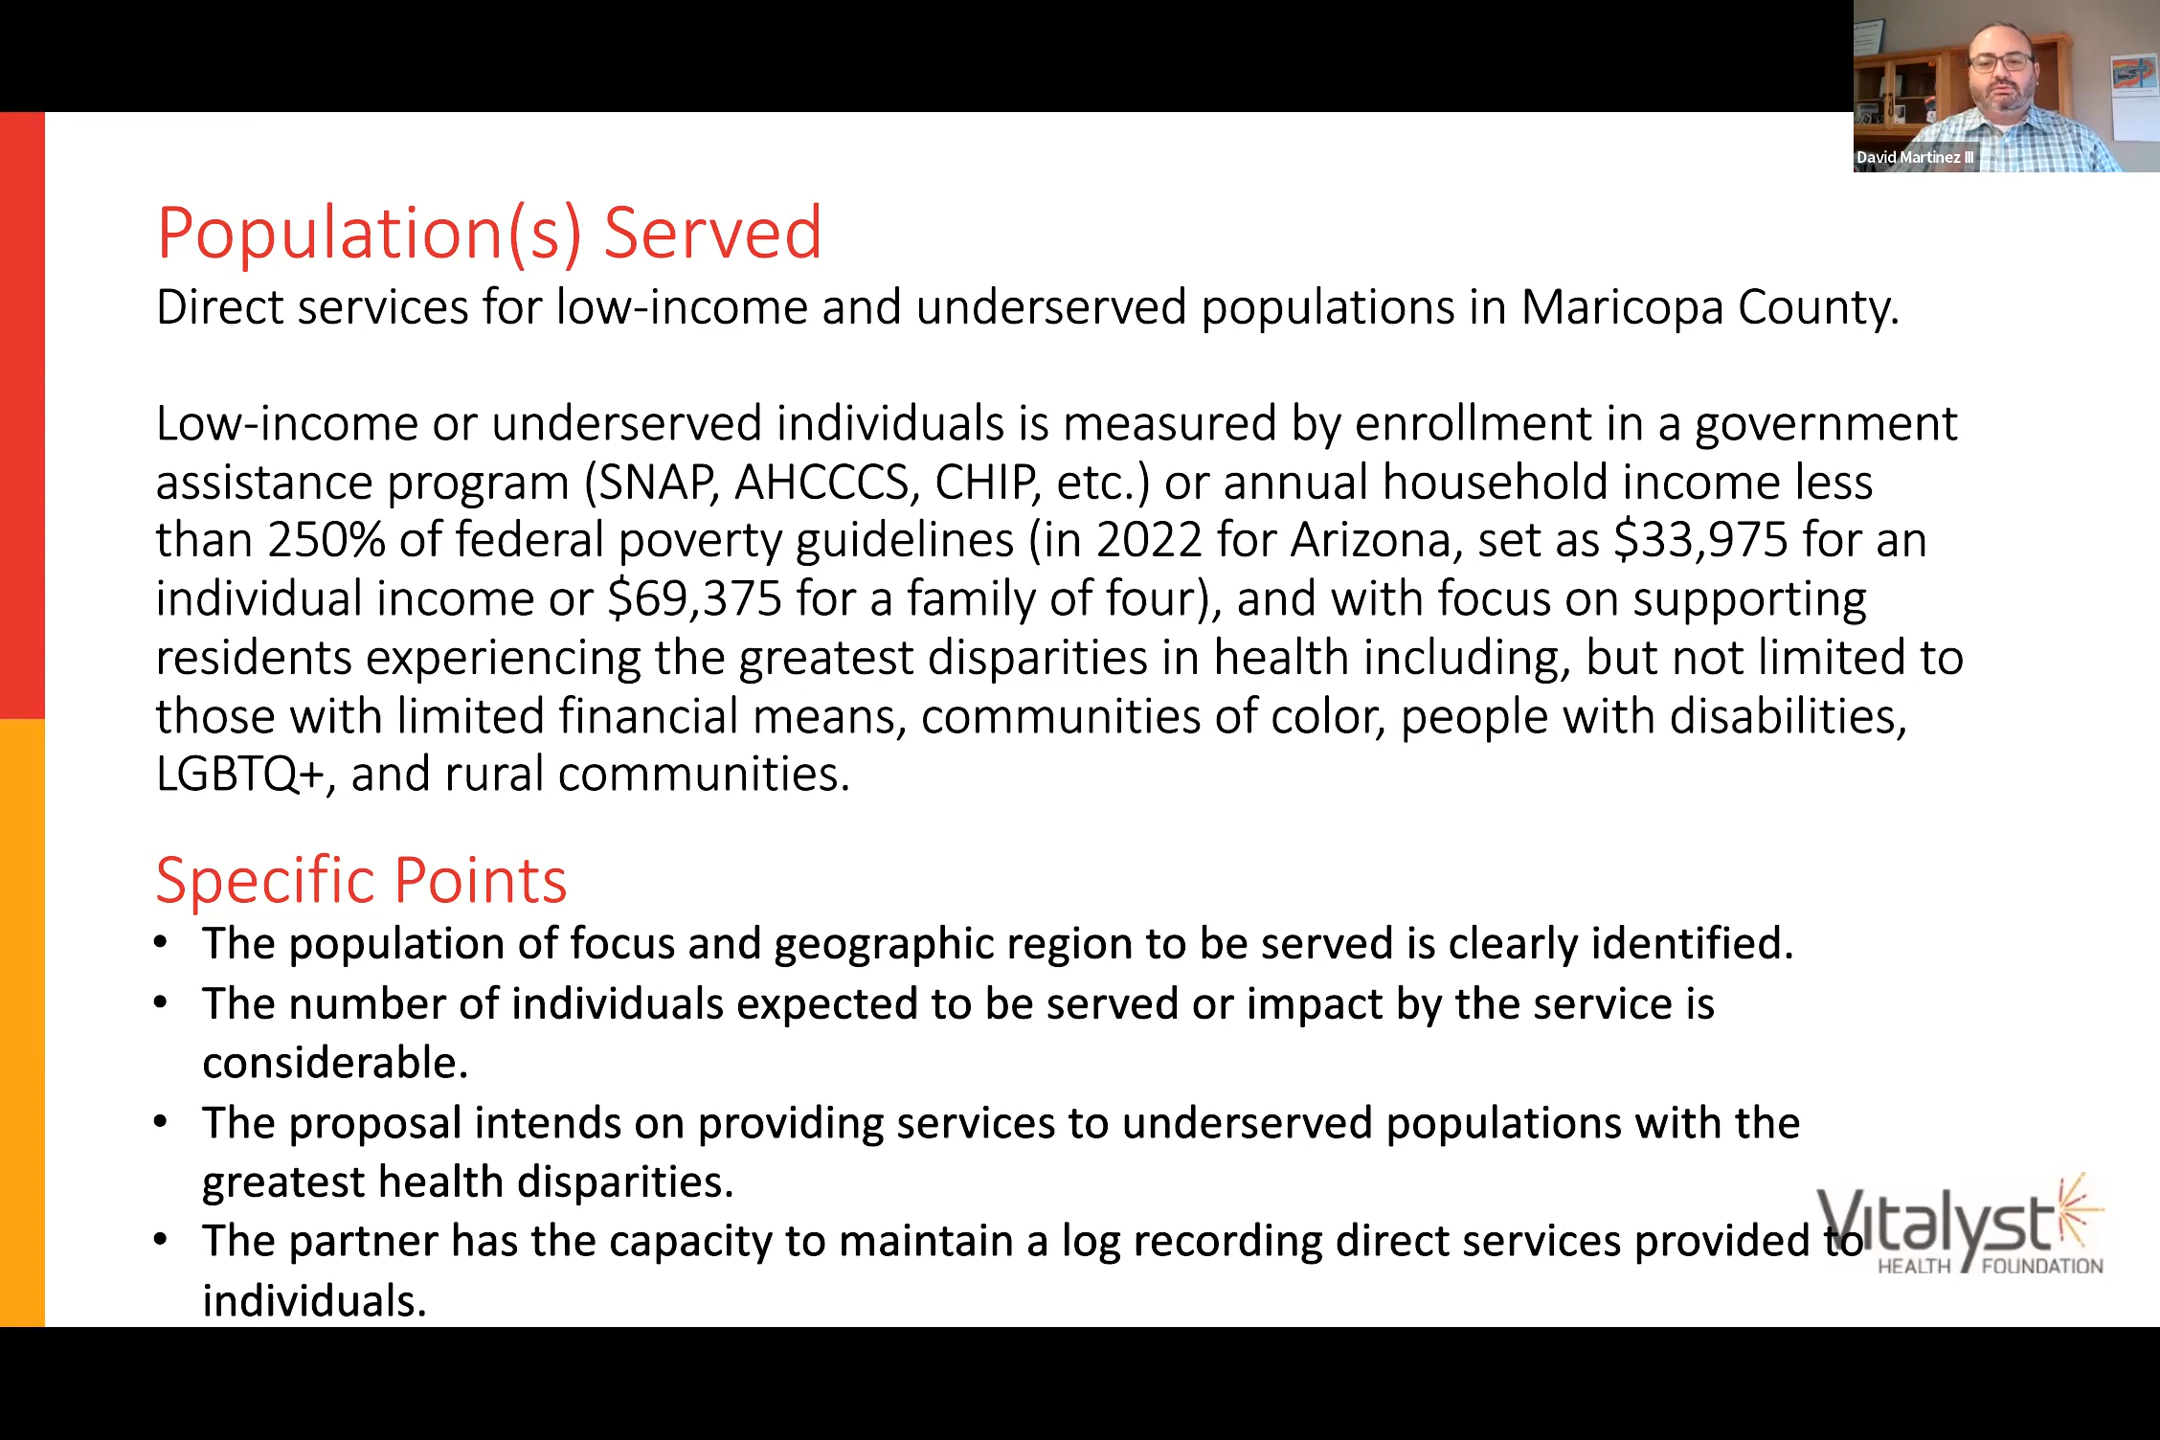 David Martinez III
Population(s) Served
Direct services for low-income and underserved populations in Maricopa County.
Low-income or underserved individuals is measured by enrollment in a government
assistance program (SNAP, AHCCCS, CHIP, etc.) or annual household income less
than 250% of federal poverty guidelines (in 2022 for Arizona, set as $33,975 for an
individual income or $69,375 for a family of four), and with focus on supporting
residents experiencing the greatest disparities in health including, but not limited to
those with limited financial means, communities of color, people with disabilities,
LGBTQ+, and rural communities.
Specific Points
• The population of focus and geographic region to be served is clearly identified.
• The number of individuals expected to be served or impact by the service is
considerable.
• The proposal intends on providing services to underserved populations with the
greatest health disparities.
• The partner has the capacity to maintain a log recording direct services provided to
individuals.
Vitalyst
HEALTH FOUNDATION